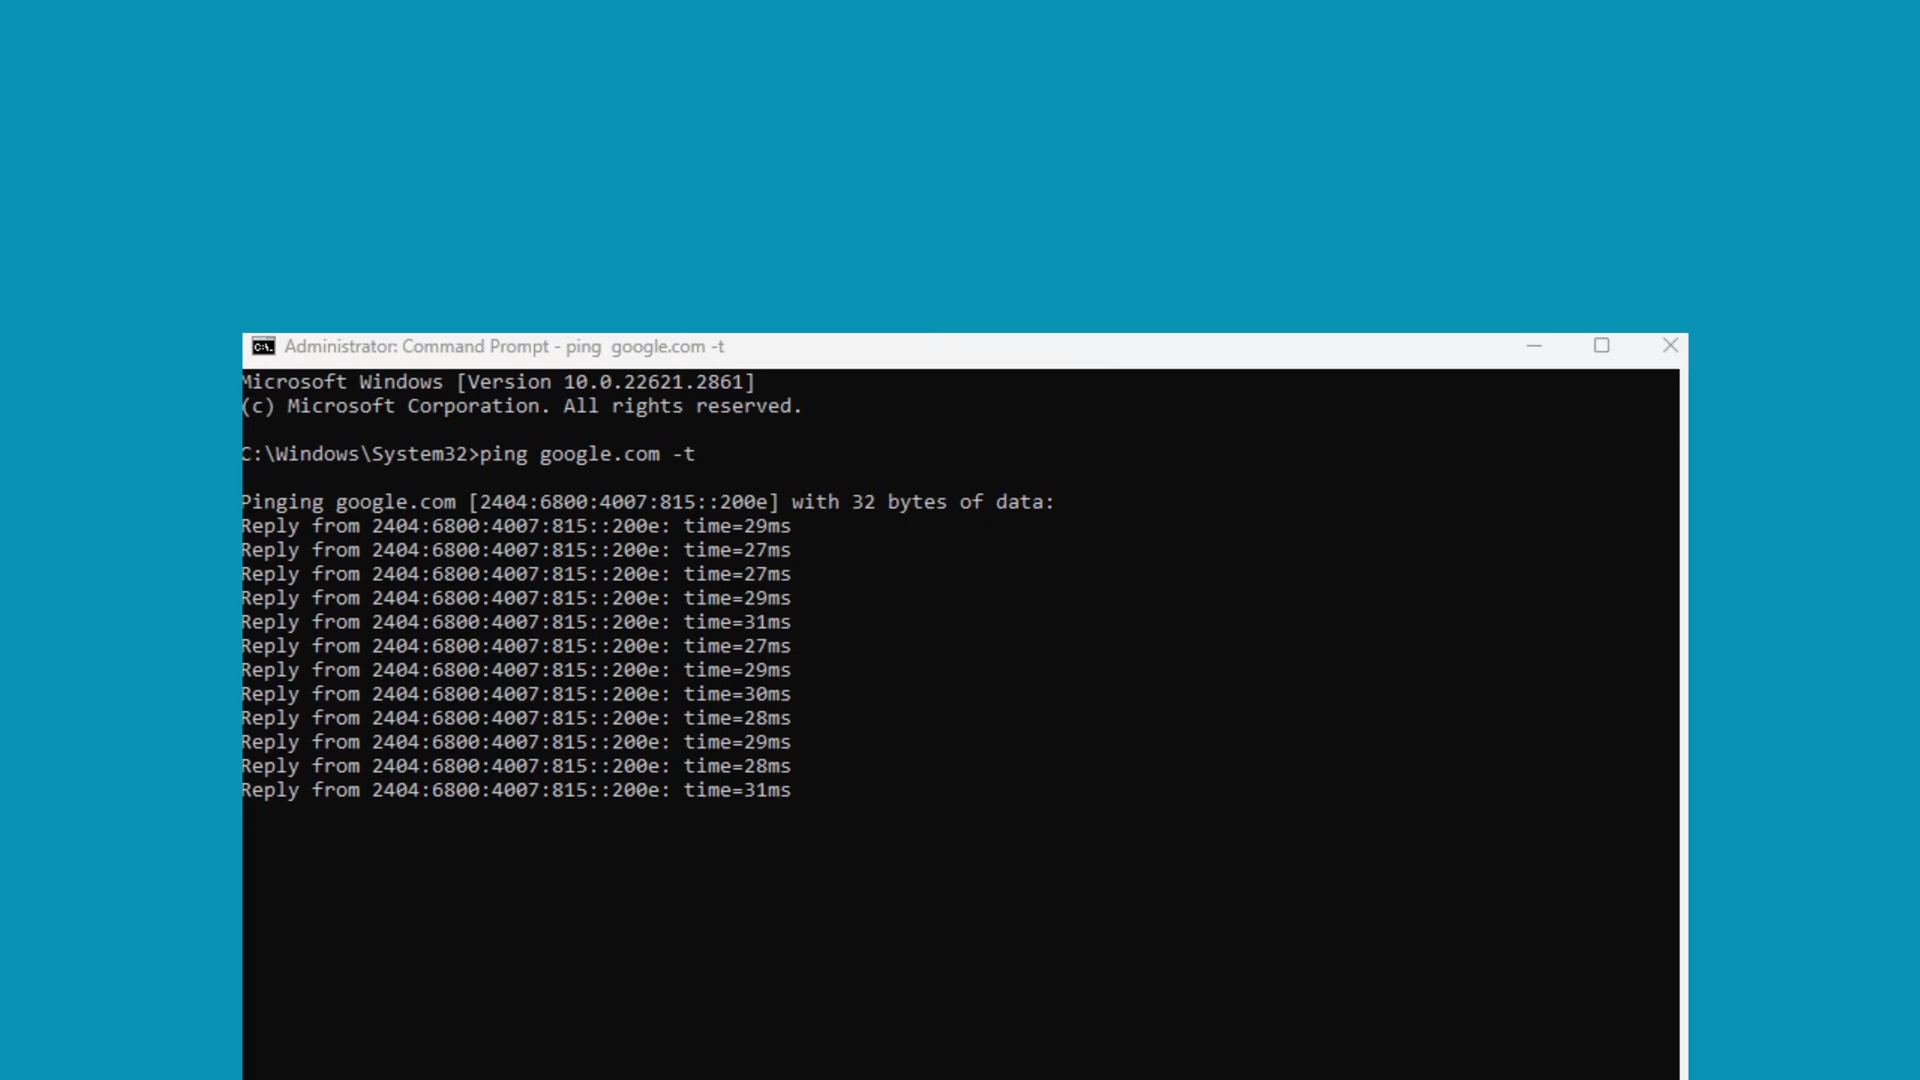 Administrator: Command Prompt - ping  google.com -t
Microsoft Windows [Version 10.0.22621.2861]
(c) Microsoft Corporation. All rights reserved.
C:\Windows\System32>ping google.com -t
Pinging google.com [2404:6800:4007:815::200e] with 32 bytes of data:
Reply from 2404:6800:4007:815::200e: time=29ms
Reply from 2404:6800:4007:815::200e: time=27ms
Reply from 2404:6800:4007:815::200e: time=27ms
Reply from 2404:6800:4007:815::200e: time=29ms
Reply from 2404:6800:4007:815::200e: time=31ms
Reply from 2404:6800:4007:815::200e: time=27ms
Reply from 2404:6800:4007:815::200e: time=29ms
Reply from 2404:6800:4007:815::200e: time=30ms
Reply from 2404:6800:4007:815::200e: time=28ms
Reply from 2404:6800:4007:815::200e: time=29ms
Reply from 2404:6800:4007:815::200e: time=28ms
Reply from 2404:6800:4007:815::200e: time=31ms